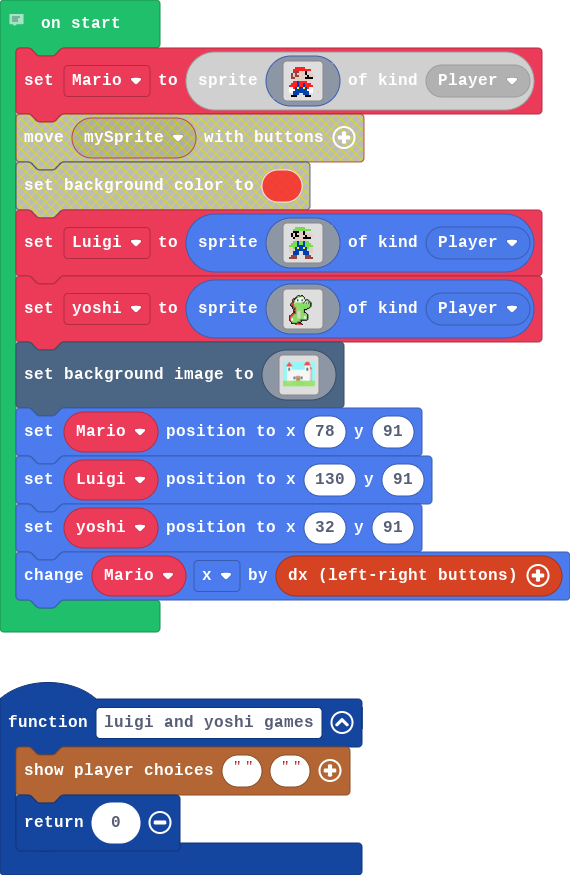 on start
set Mario to sprite of kind Player
move mySprite with buttons
set background color to
set Luigi to sprite of kind Player
set yoshi to sprite of kind Player
set background image to
set Mario position to x 78 y 91
set Luigi position to x 130 y 91
set yoshi position to x 32 y 91
change Mario x by dx (left-right buttons)
function luigi and yoshi games
show player choices " " " "
return 0